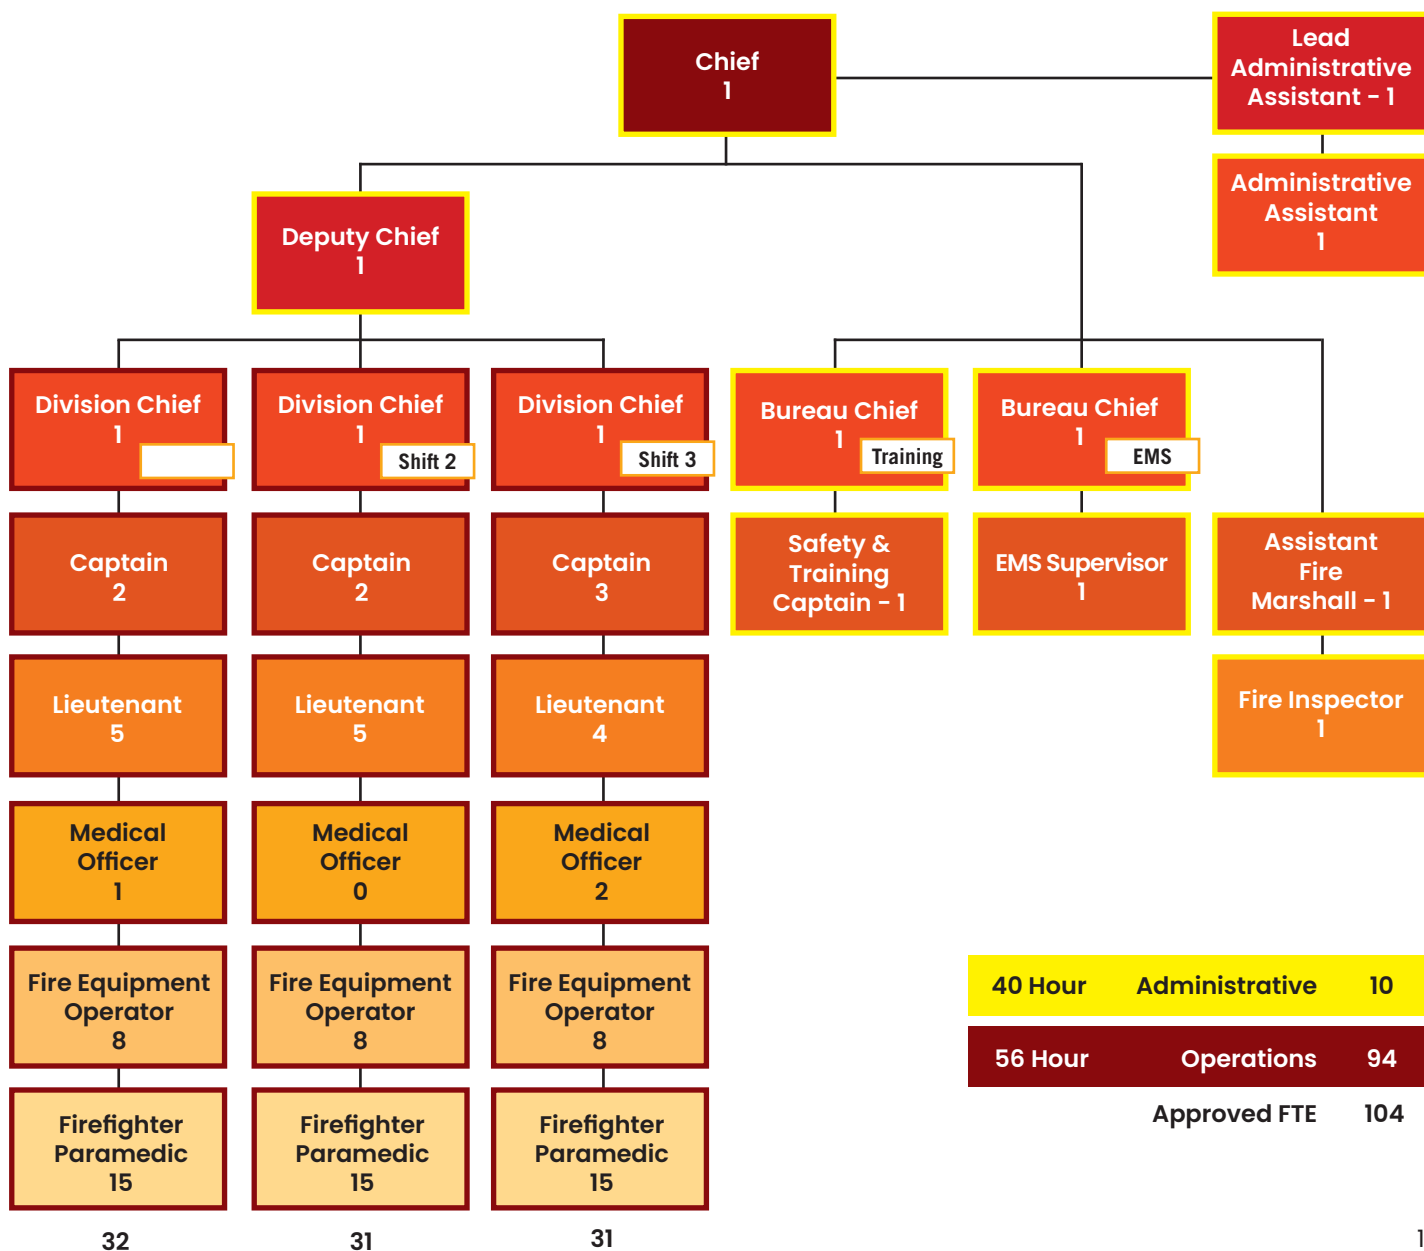 Chief
1
Lead
Administrative
Assistant - 1
Administrative
Assistant
1
Deputy Chief
1
Division Chief
1
Division Chief
1
Shift 2
Division Chief
1
Shift 3
Bureau Chief
1
Training
Bureau Chief
1
EMS
Captain
2
Captain
2
Captain
3
Safety &
Training
Captain - 1
EMS Supervisor
1
Assistant
Fire
Marshall - 1
Lieutenant
5
Lieutenant
5
Lieutenant
4
Fire Inspector
1
Medical
Officer
1
Medical
Officer
0
Medical
Officer
2
Fire Equipment
Operator
8
Fire Equipment
Operator
8
Fire Equipment
Operator
8
Firefighter
Paramedic
15
Firefighter
Paramedic
15
Firefighter
Paramedic
15
32
31
31
40 Hour Administrative 10
56 Hour Operations 94
Approved FTE 104
1